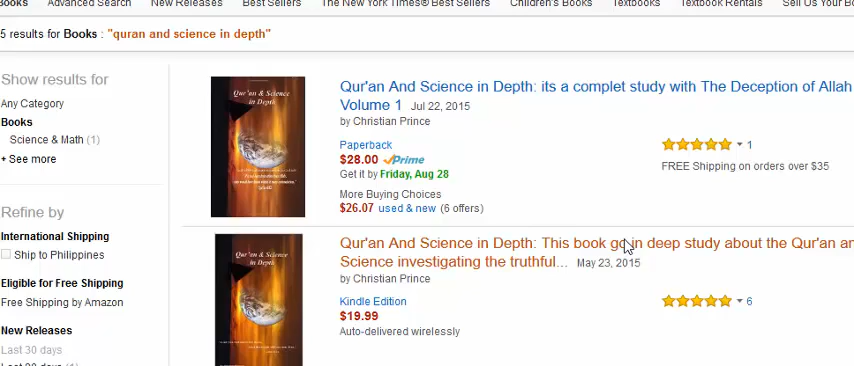 Books Advanced Search New Releases Best Sellers The New York Times® Best Sellers Children's Books Textbooks Textbook Rentals Sell Us Your
5 results for Books : "quran and science in depth"
Show results for
Any Category
Books
Science & Math (1)
+ See more
Refine by
International Shipping
Ship to Philippines
Eligible for Free Shipping
Free Shipping by Amazon
New Releases
Last 30 days
Qur'an & Science
in Depth
Qur'an And Science in Depth: its a complet study with The Deception of Allah
Volume 1 Jul 22, 2015
by Christian Prince
Paperback
$28.00 Prime
Get it by Friday, Aug 28
More Buying Choices
$26.07 used & new (6 offers)
1
FREE Shipping on orders over $35
Qur'an & Science
in Depth
Qur'an And Science in Depth: This book go in deep study about the Qur'an an
Science investigating the truthful... May 23, 2015
by Christian Prince
Kindle Edition
$19.99
Auto-delivered wirelessly
6